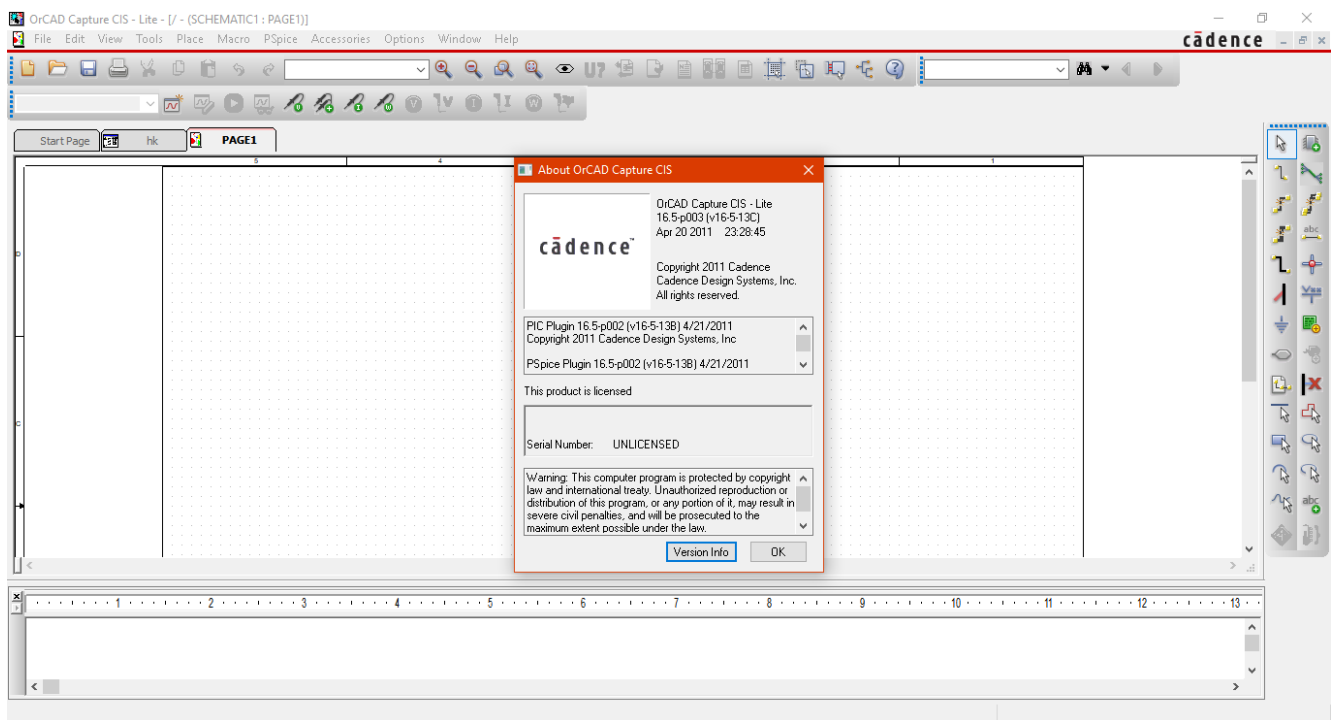 OrCAD Capture CIS - Lite - [/ - (SCHEMATIC1 : PAGE1)]
File Edit View Tools Place Macro PSpice Accessories Options Window Help
cādence
U?
Start Page
hk
PAGE1
5
4
1
D
C
About OrCAD Capture CIS
cādence™
OrCAD Capture CIS - Lite
16.5-p003 (v16-5-13C)
Apr 20 2011 23:28:45
Copyright 2011 Cadence
Cadence Design Systems, Inc.
All rights reserved.
PIC Plugin 16.5-p002 (v16-5-13B) 4/21/2011
Copyright 2011 Cadence Design Systems, Inc
PSpice Plugin 16.5-p002 (v16-5-13B) 4/21/2011
This product is licensed
Serial Number: UNLICENSED
Warning: This computer program is protected by copyright
law and international treaty. Unauthorized reproduction or
distribution of this program, or any portion of it, may result in
severe civil penalties, and will be prosecuted to the
maximum extent possible under the law.
Version Info
OK
abc
abc
1 2 3 4 5 6 7 8 9 10 11 12 13